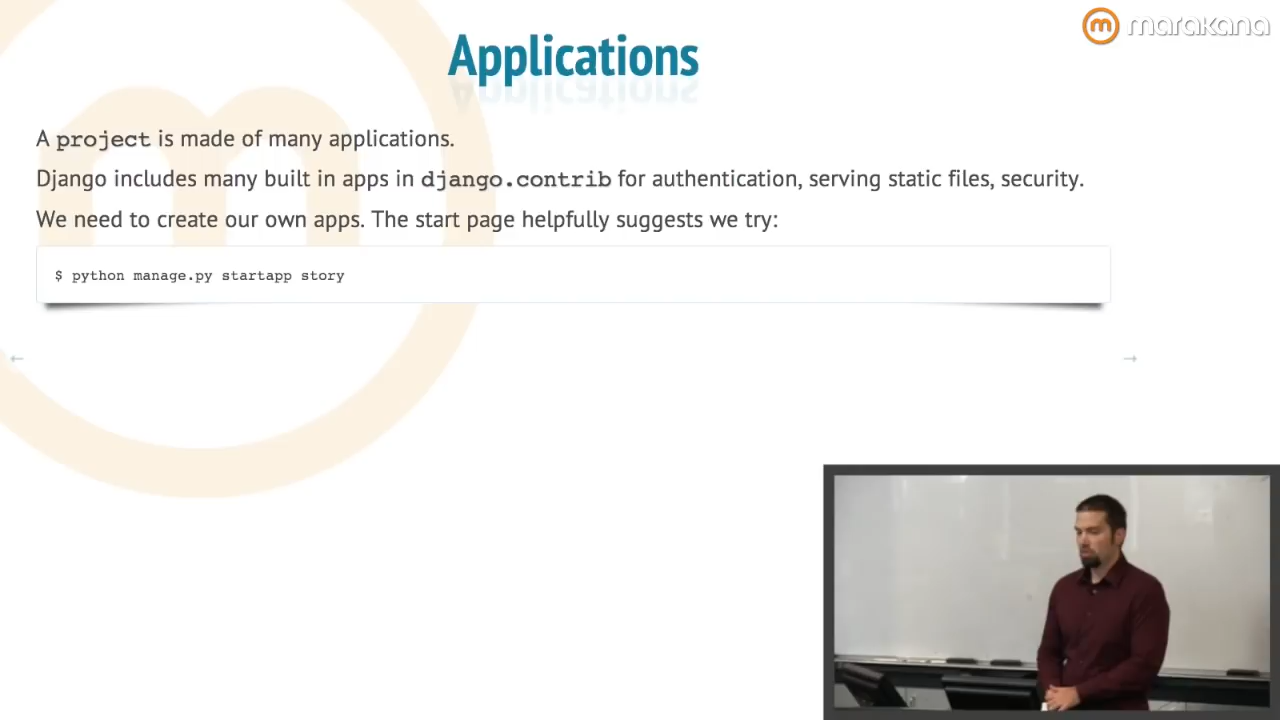 marakana
Applications
A project is made of many applications.
Django includes many built in apps in django.contrib for authentication, serving static files, security.
We need to create our own apps. The start page helpfully suggests we try:
$ python manage.py startapp story